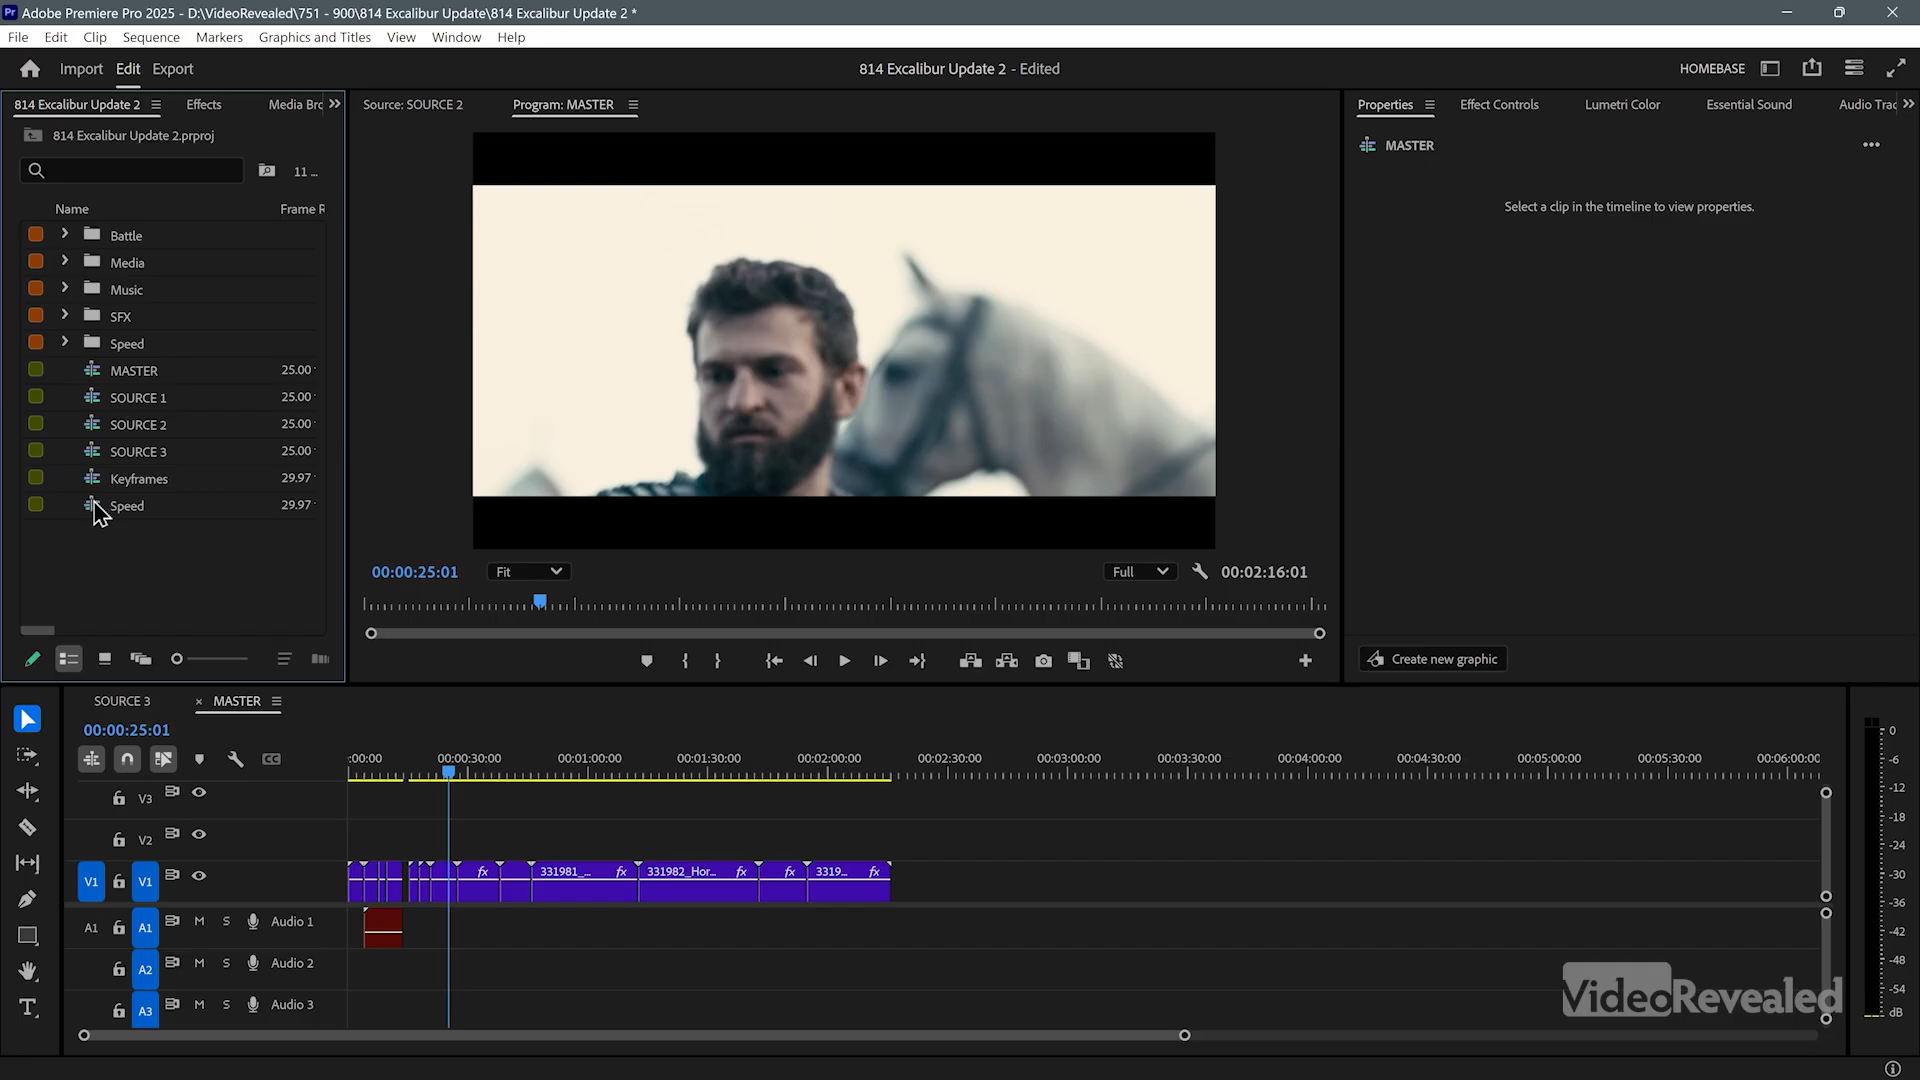 Pr Adobe Premiere Pro 2025 - D:\VideoRevealed\751 - 900\814 Excalibur Update\814 Excalibur Update 2 *
File Edit Clip Sequence Markers Graphics and Titles View Window Help
Import Edit Export
814 Excalibur Update 2 - Edited
HOMEBASE
814 Excalibur Update 2 Effects Media Brc
Source: SOURCE 2 Program: MASTER
Properties Effect Controls Lumetri Color Essential Sound Audio Trac
814 Excalibur Update 2.prproj
MASTER
11 ...
Select a clip in the timeline to view properties.
Name Frame R
Battle
Media
Music
SFX
Speed
MASTER 25.00
SOURCE 1 25.00
SOURCE 2 25.00
SOURCE 3 25.00
Keyframes 29.97
Speed 29.97
00:00:25:01 Fit Full 00:02:16:01
Create new graphic
SOURCE 3 × MASTER
00:00:25:01
:00:00 00:00:30:00 00:01:00:00 00:01:30:00 00:02:00:00 00:02:30:00 00:03:00:00 00:03:30:00 00:04:00:00 00:04:30:00 00:05:00:00 00:05:30:00 00:06:00:00
CC
V3
V2
V1 V1 fx 331981_... fx 331982_Hor... fx fx 3319... fx
A1 A1 M S Audio 1
A2 M S Audio 2
A3 M S Audio 3
0
-6
-12
-18
-24
-30
-36
-42
-48
-54
dB
VideoRevealed